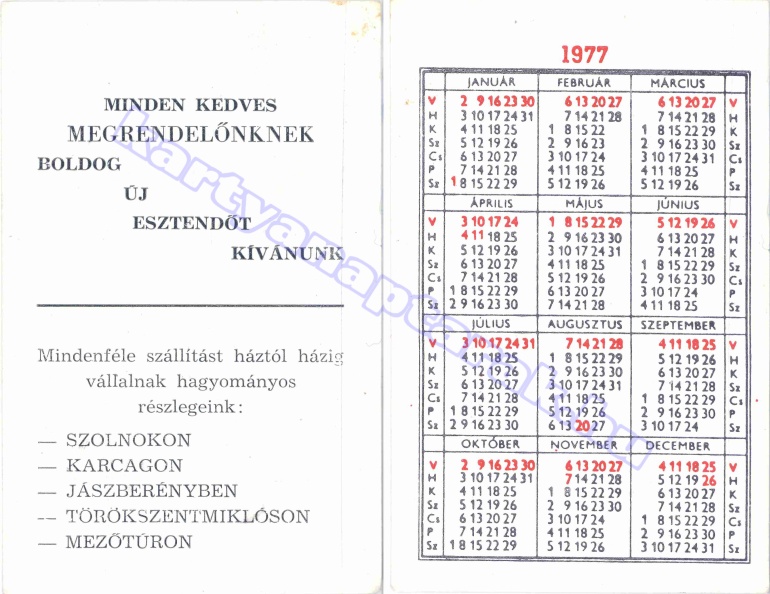 MINDEN KEDVES
MEGRENDELŐNKNEK
BOLDOG
ÚJ
ESZTENDŐT
KÍVÁNUNK
Mindenféle szállítást háztól házig
vállalnak hagyományos
részlegeink:
— SZOLNOKON
— KARCAGON
— JÁSZBERÉNYBEN
-- TÖRÖKSZENTMIKLÓSON
— MEZŐTÚRON
kartyanaptarok.hu
1977
JANUÁR FEBRUÁR MÁRCIUS
V 2 9 16 23 30 6 13 20 27 6 13 20 27 V
H 3 10 17 24 31 7 14 21 28 7 14 21 28 H
K 4 11 18 25 1 8 15 22 1 8 15 22 29 K
Sz 5 12 19 26 2 9 16 23 2 9 16 23 30 Sz
Cs 6 13 20 27 3 10 17 24 3 10 17 24 31 Cs
P 7 14 21 28 4 11 18 25 4 11 18 25 P
Sz 1 8 15 22 29 5 12 19 26 5 12 19 26 Sz
ÁPRILIS MÁJUS JÚNIUS
V 3 10 17 24 1 8 15 22 29 5 12 19 26 V
H 4 11 18 25 2 9 16 23 30 6 13 20 27 H
K 5 12 19 26 3 10 17 24 31 7 14 21 28 K
Sz 6 13 20 27 4 11 18 25 1 8 15 22 29 Sz
Cs 7 14 21 28 5 12 19 26 2 9 16 23 30 Cs
P 1 8 15 22 29 6 13 20 27 3 10 17 24 P
Sz 2 9 16 23 30 7 14 21 28 4 11 18 25 Sz
JÚLIUS AUGUSZTUS SZEPTEMBER
V 3 10 17 24 31 7 14 21 28 4 11 18 25 V
H 4 11 18 25 1 8 15 22 29 5 12 19 26 H
K 5 12 19 26 2 9 16 23 30 6 13 20 27 K
Sz 6 13 20 27 3 10 17 24 31 7 14 21 28 Sz
Cs 7 14 21 28 4 11 18 25 1 8 15 22 29 Cs
P 1 8 15 22 29 5 12 19 26 2 9 16 23 30 P
Sz 2 9 16 23 30 6 13 20 27 3 10 17 24 Sz
OKTÓBER NOVEMBER DECEMBER
V 2 9 16 23 30 6 13 20 27 4 11 18 25 V
H 3 10 17 24 31 7 14 21 28 5 12 19 26 H
K 4 11 18 25 1 8 15 22 29 6 13 20 27 K
Sz 5 12 19 26 2 9 16 23 30 7 14 21 28 Sz
Cs 6 13 20 27 3 10 17 24 1 8 15 22 29 Cs
P 7 14 21 28 4 11 18 25 2 9 16 23 30 P
Sz 1 8 15 22 29 5 12 19 26 3 10 17 24 31 Sz